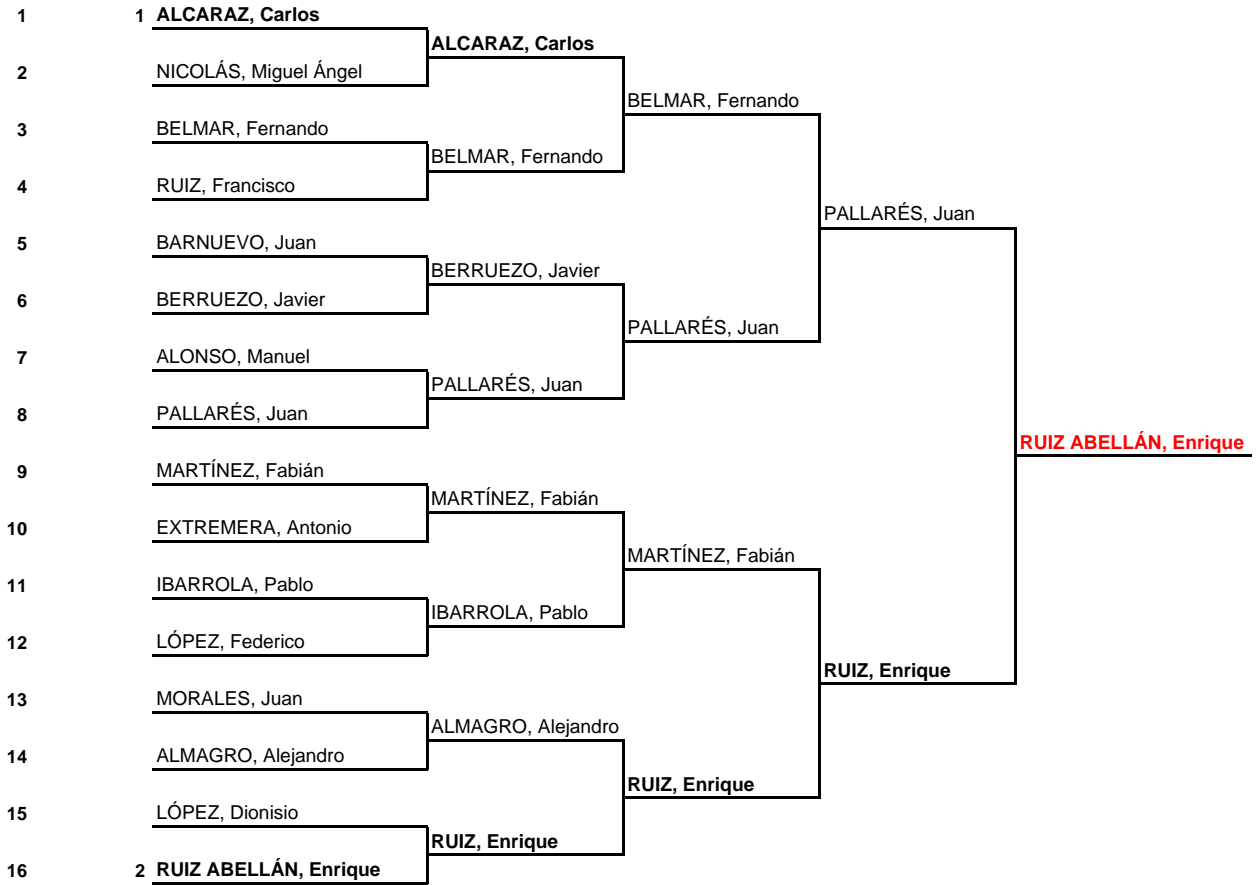 1 1 ALCARAZ, Carlos
ALCARAZ, Carlos
2 NICOLÁS, Miguel Ángel
BELMAR, Fernando
3 BELMAR, Fernando
BELMAR, Fernando
4 RUIZ, Francisco
PALLARÉS, Juan
5 BARNUEVO, Juan
BERRUEZO, Javier
6 BERRUEZO, Javier
PALLARÉS, Juan
7 ALONSO, Manuel
PALLARÉS, Juan
8 PALLARÉS, Juan
RUIZ ABELLÁN, Enrique
9 MARTÍNEZ, Fabián
MARTÍNEZ, Fabián
10 EXTREMERA, Antonio
MARTÍNEZ, Fabián
11 IBARROLA, Pablo
IBARROLA, Pablo
12 LÓPEZ, Federico
RUIZ, Enrique
13 MORALES, Juan
ALMAGRO, Alejandro
14 ALMAGRO, Alejandro
RUIZ, Enrique
15 LÓPEZ, Dionisio
RUIZ, Enrique
16 2 RUIZ ABELLÁN, Enrique